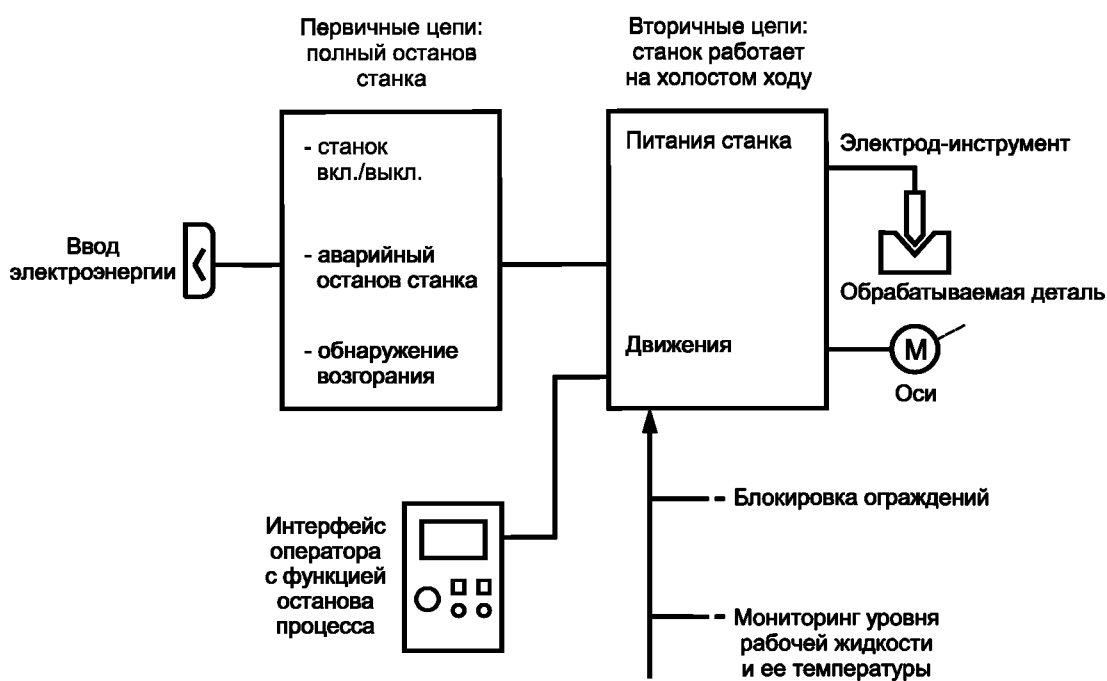 Первичные цепи:
полный останов
станка
Вторичные цепи:
станок работает
на холостом ходу
- станок
вкл./выкл.
- аварийный
останов станка
- обнаружение
возгорания
Питания станка
Движения
Электрод-инструмент
Обрабатываемая деталь
М
Оси
Ввод
электроэнергии
Интерфейс
оператора
с функцией
останова
процесса
- Блокировка ограждений
- Мониторинг уровня
рабочей жидкости
и ее температуры